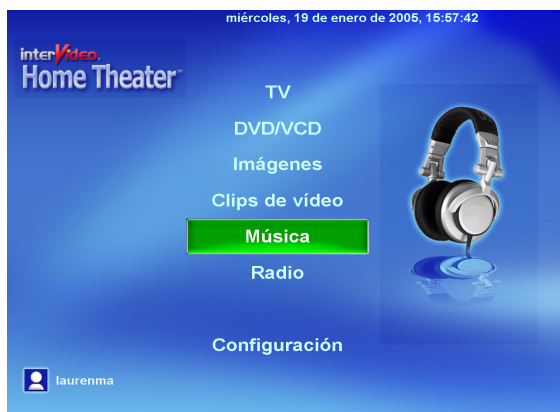 miércoles, 19 de enero de 2005, 15:57:42
interVideo.
Home Theater™
TV
DVD/VCD
Imágenes
Clips de vídeo
Música
Radio
Configuración
laurenma